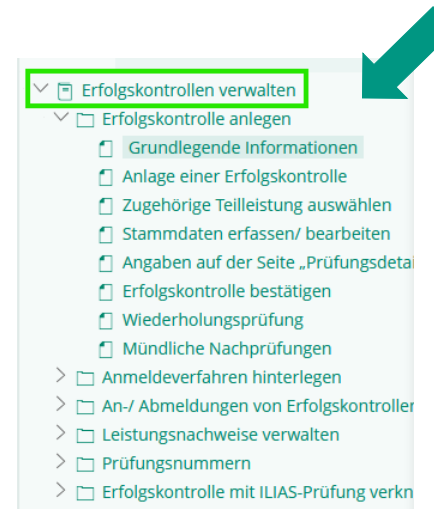 Erfolgskontrollen verwalten
Erfolgskontrolle anlegen
Grundlegende Informationen
Anlage einer Erfolgskontrolle
Zugehörige Teilleistung auswählen
Stammdaten erfassen/ bearbeiten
Angaben auf der Seite „Prüfungsdetai
Erfolgskontrolle bestätigen
Wiederholungsprüfung
Mündliche Nachprüfungen
Anmeldeverfahren hinterlegen
An-/ Abmeldungen von Erfolgskontroller
Leistungsnachweise verwalten
Prüfungsnummern
Erfolgskontrolle mit ILIAS-Prüfung verkn